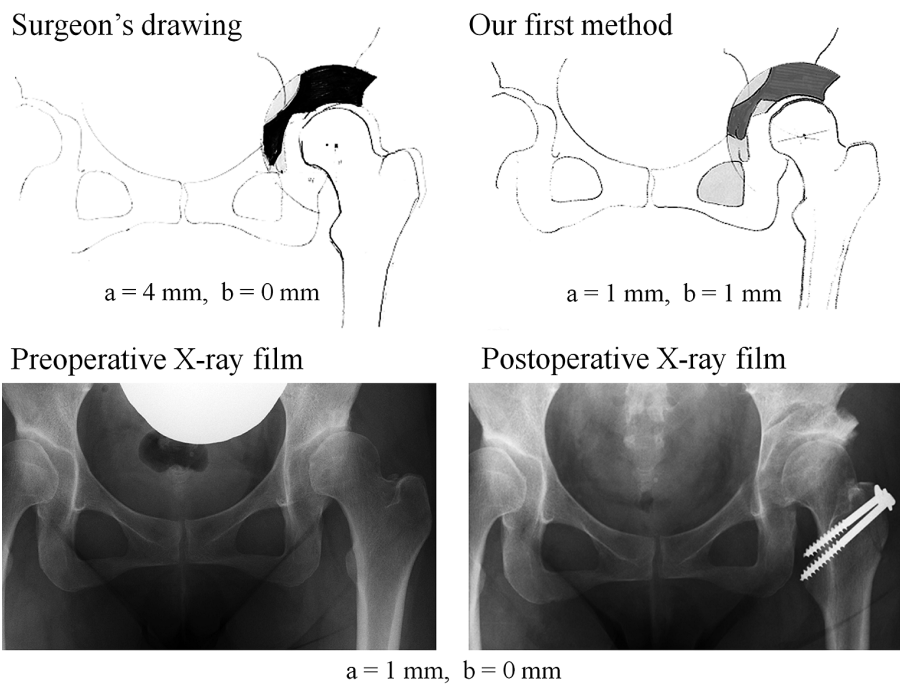 Surgeon's drawing
Our first method
a = 4 mm, b = 0 mm
a = 1 mm, b = 1 mm
Preoperative X-ray film
Postoperative X-ray film
a = 1 mm, b = 0 mm